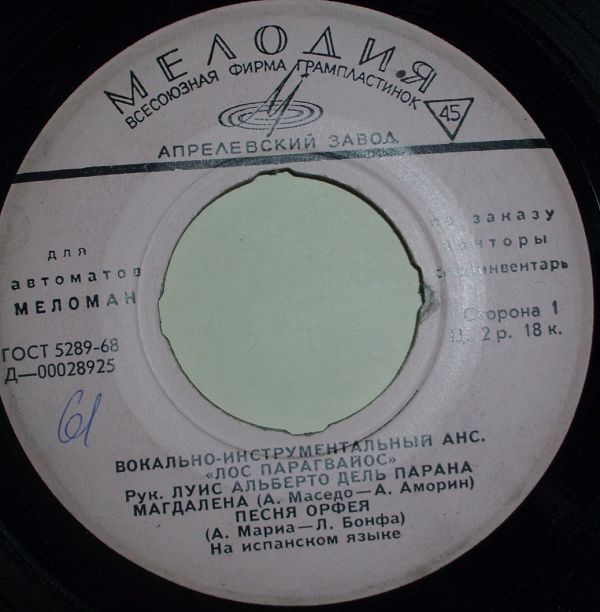 МЕЛОДИЯ
ВСЕСОЮЗНАЯ ФИРМА ГРАМПЛАСТИНОК
45
АПРЕЛЕВСКИЙ ЗАВОД
для
автоматов
МЕЛОМАН
по заказу
конторы
ГОСТ 5289-68
Д—00028925
Сторона 1
Ц. 2 р. 18 к.
61
ВОКАЛЬНО-ИНСТРУМЕНТАЛЬНЫЙ АНС.
«ЛОС ПАРАГВАЙОС»
Рук. ЛУИС АЛЬБЕРТО ДЕЛЬ ПАРАНА
МАГДАЛЕНА (А. Маседо—А. Аморин)
ПЕСНЯ ОРФЕЯ
(А. Мариа—Л. Бонфа)
На испанском языке